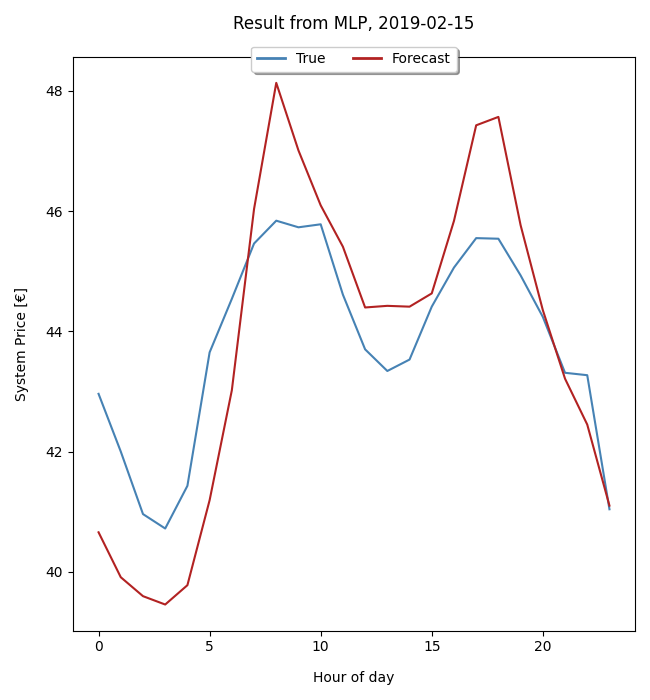 Result from MLP, 2019-02-15
True
Forecast
48
46
44
42
40
System Price [€]
0
5
10
15
20
Hour of day